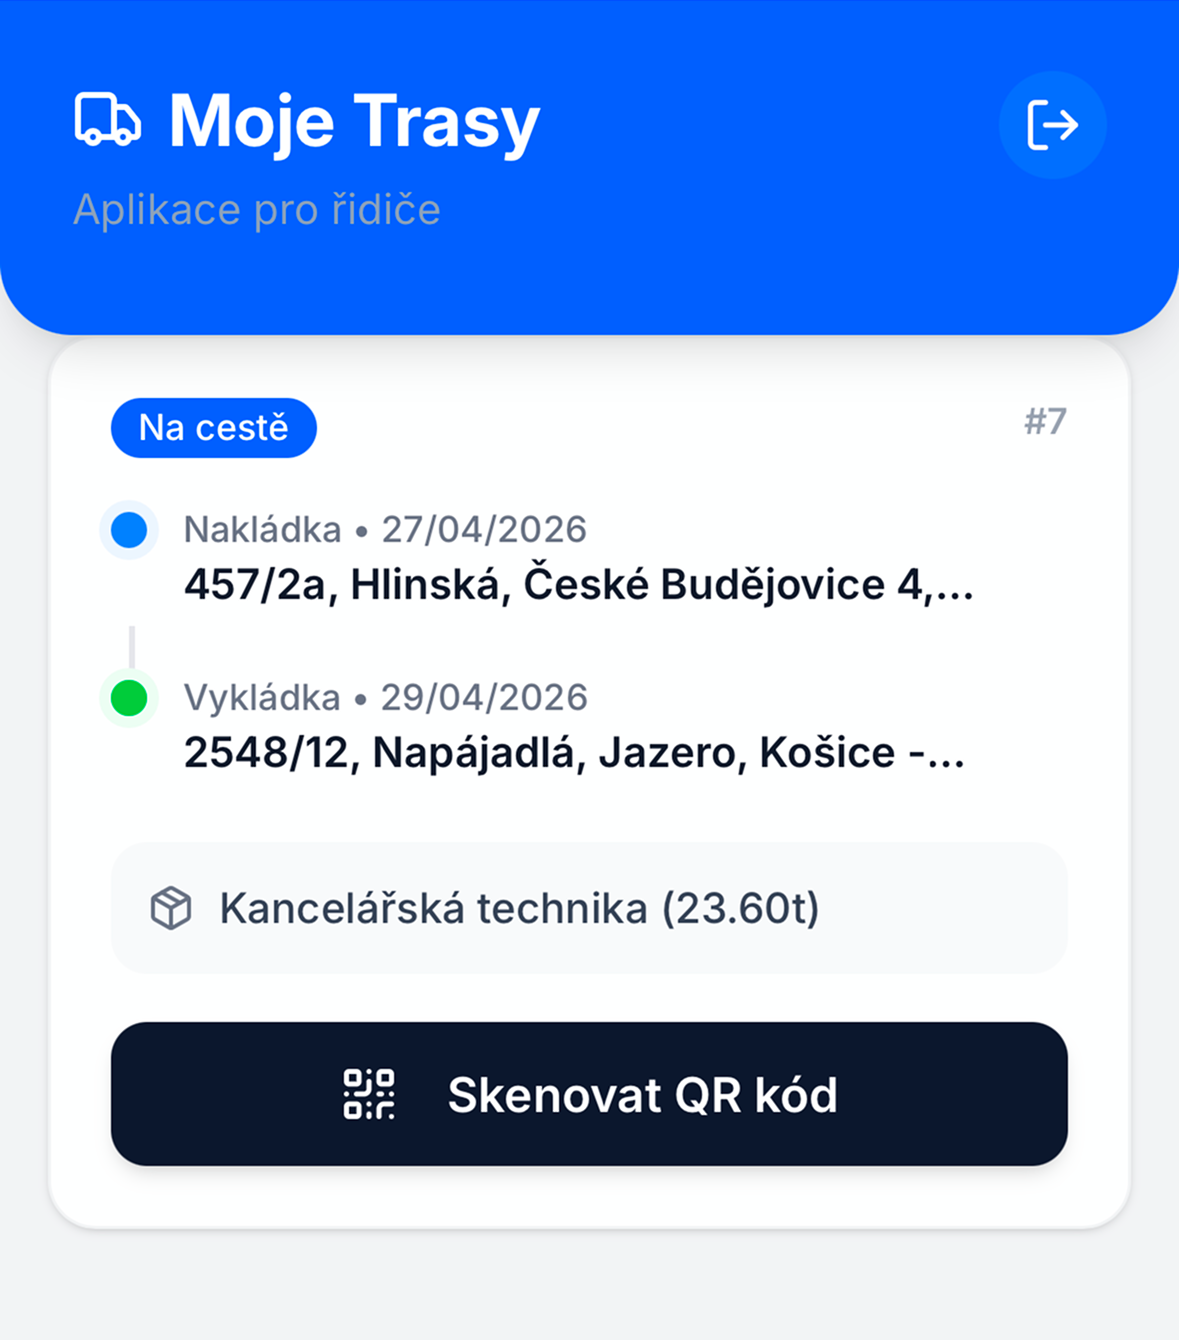 Moje Trasy
Aplikace pro řidiče
Na cestě
#7
Nakládka • 27/04/2026
457/2a, Hlinská, České Budějovice 4,...
Vykládka • 29/04/2026
2548/12, Napájadlá, Jazero, Košice -...
Kancelářská technika (23.60t)
Skenovat QR kód